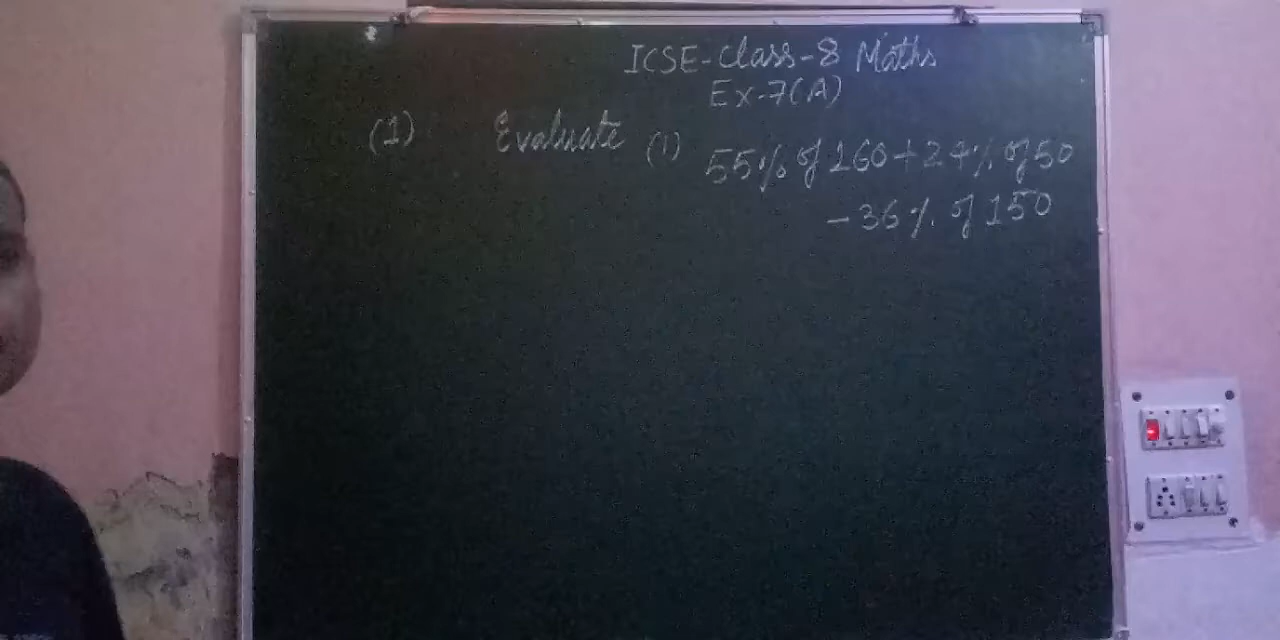 ICSE-Class-8 Maths
Ex-7(A)
(1) Evaluate (i) 55% of 160+24% of 50
-36% of 150